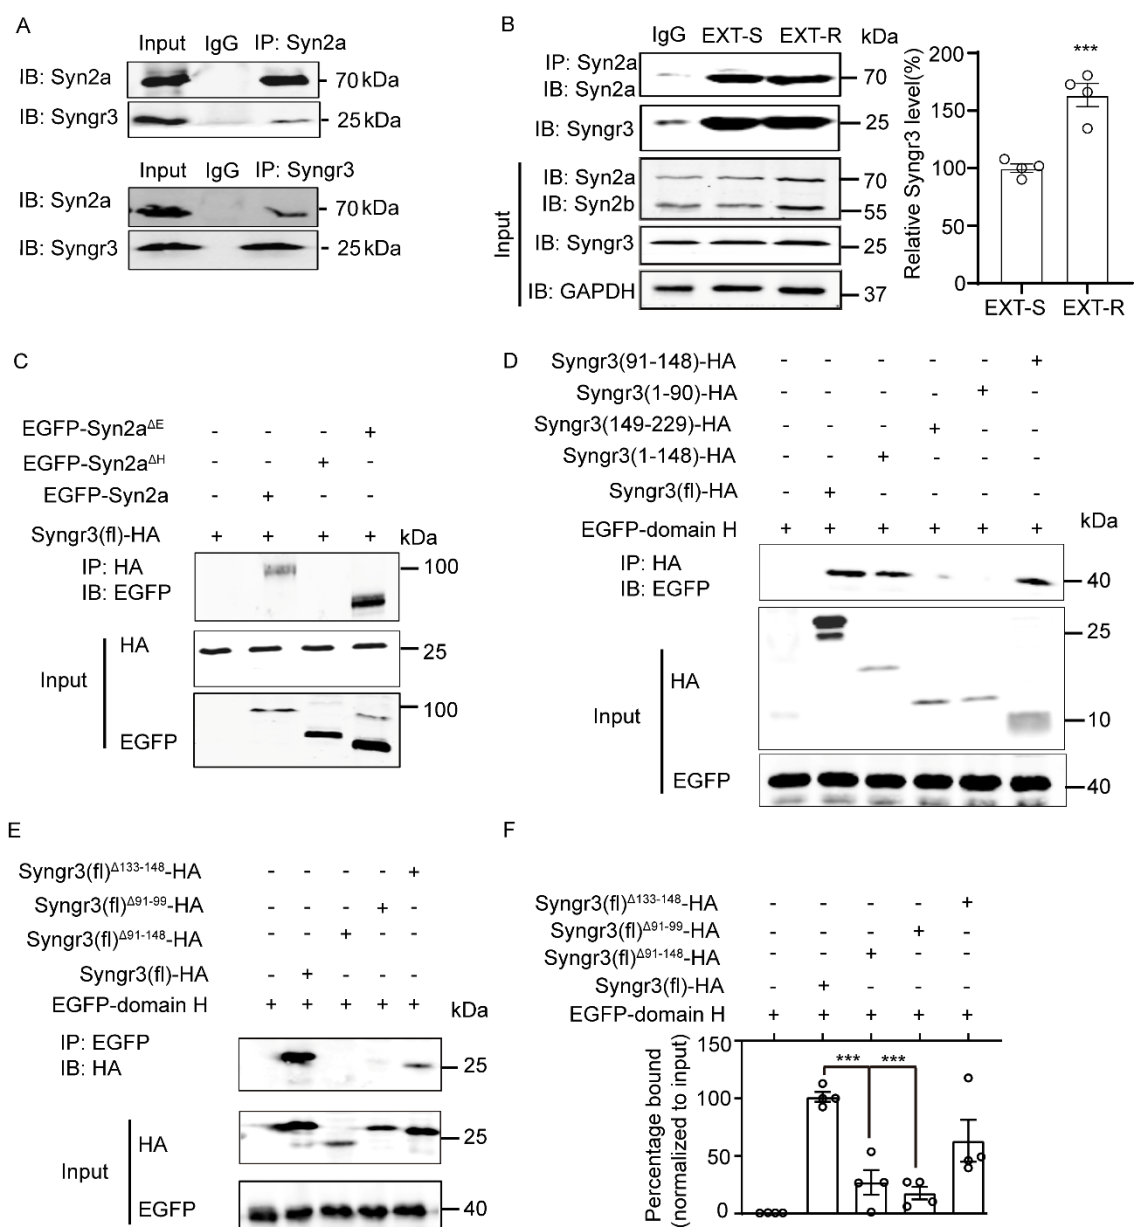 A
Input IgG IP: Syn2a
IB: Syn2a 70 kDa
IB: Syngr3 25 kDa
Input IgG IP: Syngr3
IB: Syn2a 70 kDa
IB: Syngr3 25 kDa
B
IgG EXT-S EXT-R kDa
IP: Syn2a
IB: Syn2a 70
IB: Syngr3 25
Input
IB: Syn2a 70
IB: Syn2b 55
IB: Syngr3 25
IB: GAPDH 37
Relative Syngr3 level(%)
200
150
100
50
0
***
EXT-S EXT-R
C
EGFP-Syn2aΔE - - - +
EGFP-Syn2aΔH - - + -
EGFP-Syn2a - + - -
Syngr3(fl)-HA + + + + kDa
IP: HA
IB: EGFP
100
Input
HA 25
EGFP 100
D
Syngr3(91-148)-HA - - - - - +
Syngr3(1-90)-HA - - - - + -
Syngr3(149-229)-HA - - - + - -
Syngr3(1-148)-HA - - + - - -
Syngr3(fl)-HA - + - - - -
EGFP-domain H + + + + + + kDa
IP: HA
IB: EGFP
40
Input
HA
25
10
EGFP 40
E
Syngr3(fl)Δ133-148-HA - - - - +
Syngr3(fl)Δ91-99-HA - - - + -
Syngr3(fl)Δ91-148-HA - - + - -
Syngr3(fl)-HA - + - - -
EGFP-domain H + + + + + kDa
IP: EGFP
IB: HA
25
Input
HA 25
EGFP 40
F
Syngr3(fl)Δ133-148-HA - - - - +
Syngr3(fl)Δ91-99-HA - - - + -
Syngr3(fl)Δ91-148-HA - - + - -
Syngr3(fl)-HA - + - - -
EGFP-domain H + + + + +
Percentage bound
(normalized to input)
150
100
50
0
*** ***